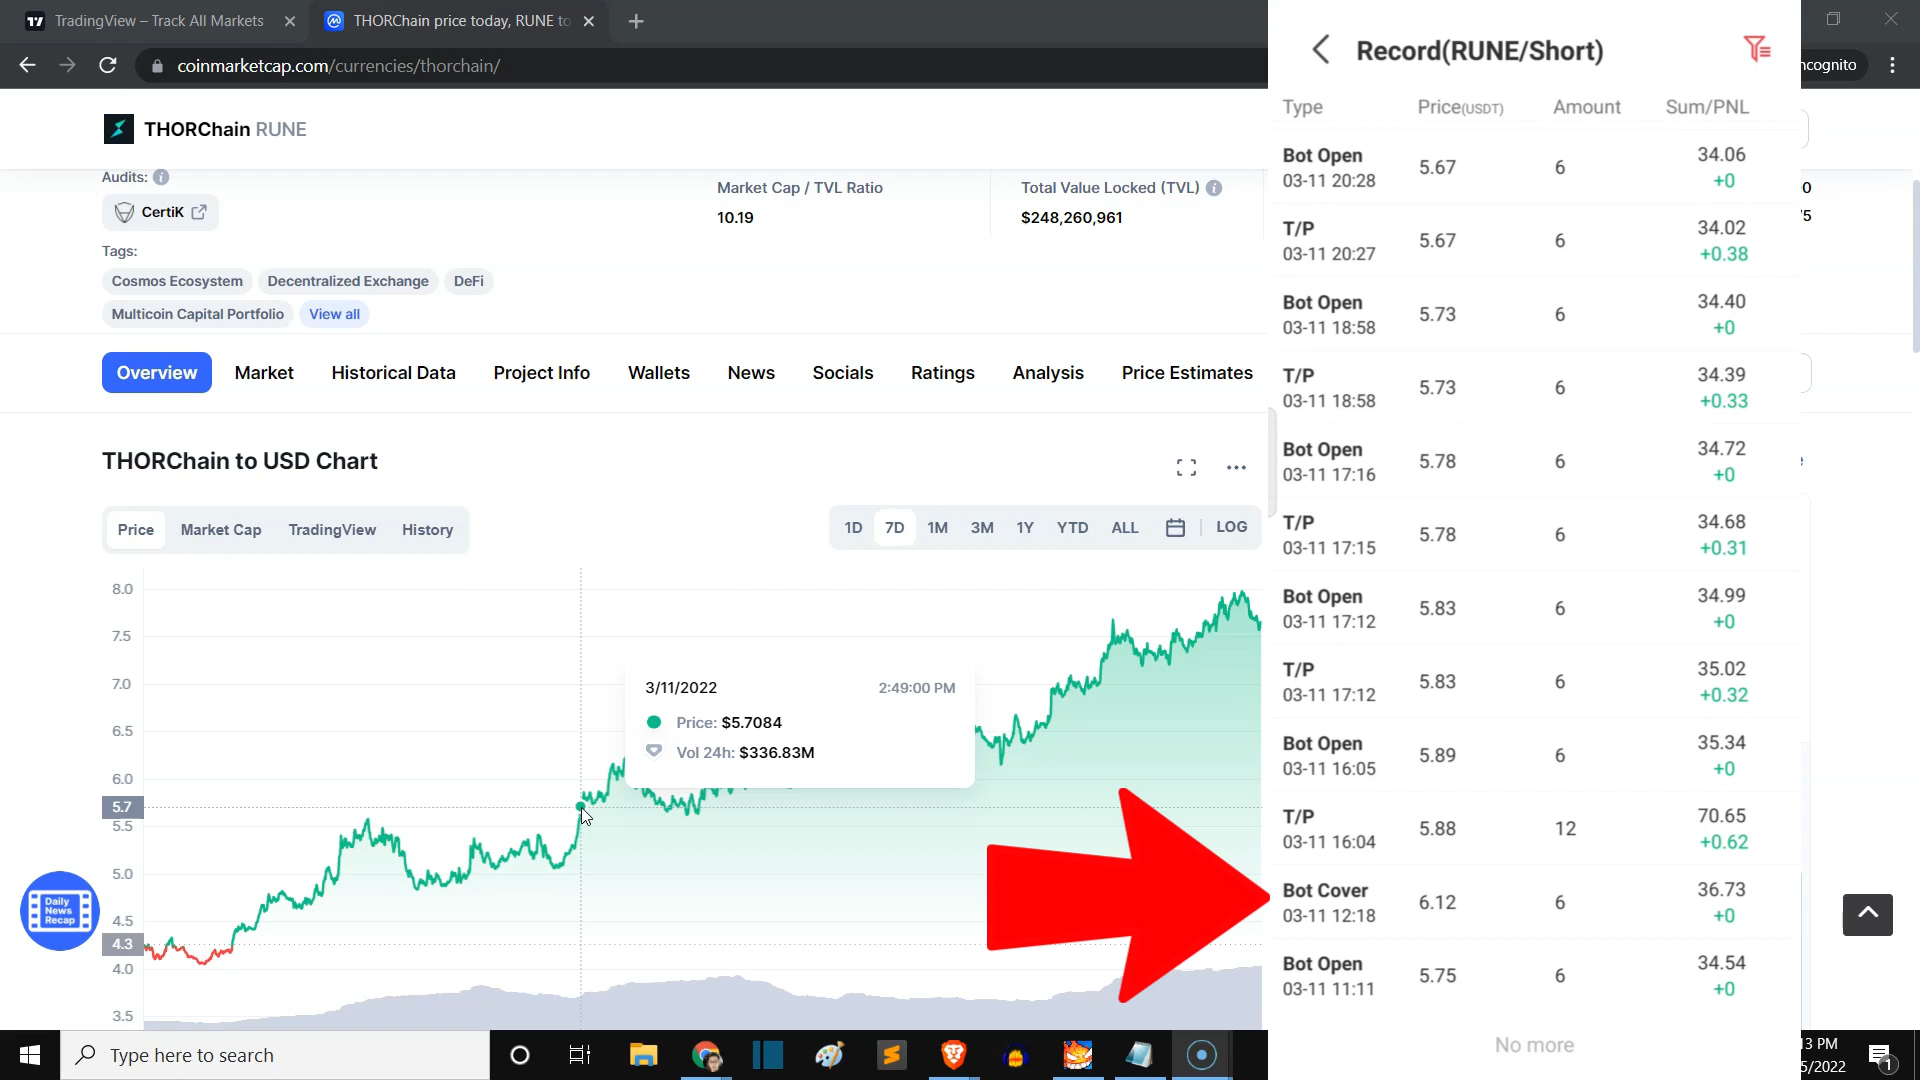 TradingView – Track All Markets
THORChain price today, RUNE to
coinmarketcap.com/currencies/thorchain/
ncognito
THORChain RUNE
Audits:
CertiK
Tags:
Cosmos Ecosystem
Decentralized Exchange
DeFi
Multicoin Capital Portfolio
View all
Market Cap / TVL Ratio
10.19
Total Value Locked (TVL)
$248,260,961
Overview
Market
Historical Data
Project Info
Wallets
News
Socials
Ratings
Analysis
Price Estimates
THORChain to USD Chart
Price
Market Cap
TradingView
History
1D
7D
1M
3M
1Y
YTD
ALL
LOG
8.0
7.5
7.0
6.5
6.0
5.7
5.5
5.0
4.5
4.3
4.0
3.5
3/11/2022
2:49:00 PM
Price: $5.7084
Vol 24h: $336.83M
Daily
News
Recap
Record(RUNE/Short)
Type Price(USDT) Amount Sum/PNL
Bot Open 5.67 6 34.06
03-11 20:28 +0
T/P 5.67 6 34.02
03-11 20:27 +0.38
Bot Open 5.73 6 34.40
03-11 18:58 +0
T/P 5.73 6 34.39
03-11 18:58 +0.33
Bot Open 5.78 6 34.72
03-11 17:16 +0
T/P 5.78 6 34.68
03-11 17:15 +0.31
Bot Open 5.83 6 34.99
03-11 17:12 +0
T/P 5.83 6 35.02
03-11 17:12 +0.32
Bot Open 5.89 6 35.34
03-11 16:05 +0
T/P 5.88 12 70.65
03-11 16:04 +0.62
Bot Cover 6.12 6 36.73
03-11 12:18 +0
Bot Open 5.75 6 34.54
03-11 11:11 +0
No more
Type here to search
13 PM
5/2022
1